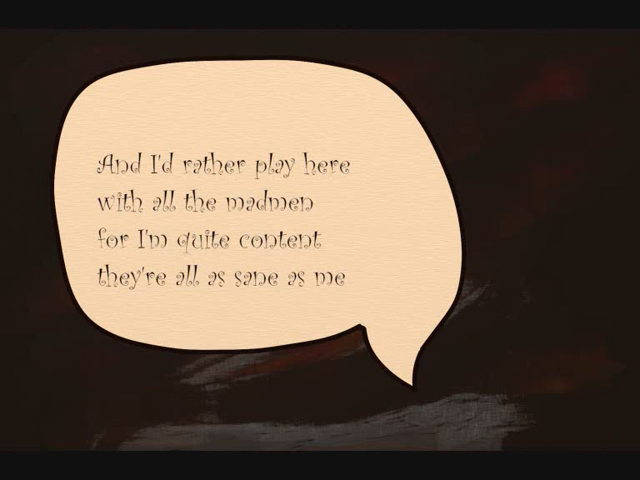 And I'd rather play here
with all the madmen
for I'm quite content
they're all as sane as me